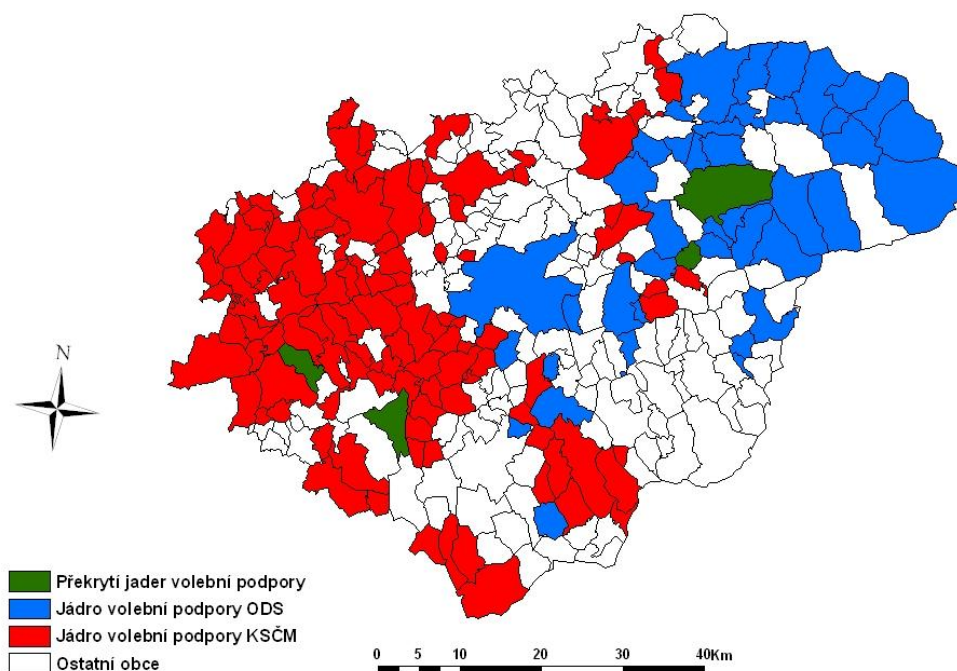 N
Překrytí jader volební podpory
Jádro volební podpory ODS
Jádro volební podpory KSČM
Ostatní obce
0 5 10 20 30 40Km